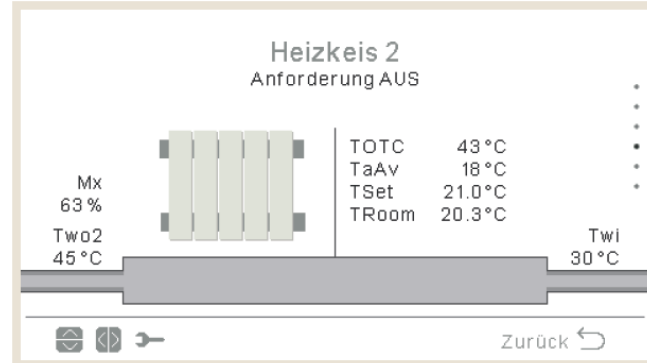 Heizkeis 2
Anforderung AUS
TOTC 43°C
TaAv 18°C
TSet 21.0°C
TRoom 20.3°C
Mx
63%
Two2
45°C
Twi
30°C
Zurück